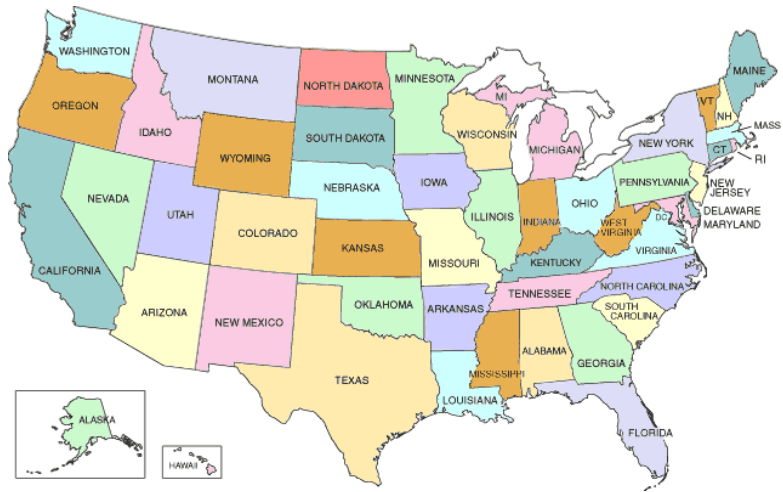 WASHINGTON
MONTANA
NORTH DAKOTA
MINNESOTA
MAINE
OREGON
IDAHO
WYOMING
SOUTH DAKOTA
WISCONSIN
MI
MICHIGAN
VT
NH
MASS
NEW YORK
CT
RI
NEVADA
UTAH
COLORADO
NEBRASKA
IOWA
ILLINOIS
INDIANA
OHIO
PENNSYLVANIA
NEW
JERSEY
DELAWARE
MARYLAND
DC
WEST
VIRGINIA
VIRGINIA
CALIFORNIA
KANSAS
MISSOURI
KENTUCKY
TENNESSEE
NORTH CAROLINA
SOUTH
CAROLINA
ARIZONA
NEW MEXICO
OKLAHOMA
ARKANSAS
TEXAS
LOUISIANA
MISSISSIPPI
ALABAMA
GEORGIA
FLORIDA
ALASKA
HAWAII